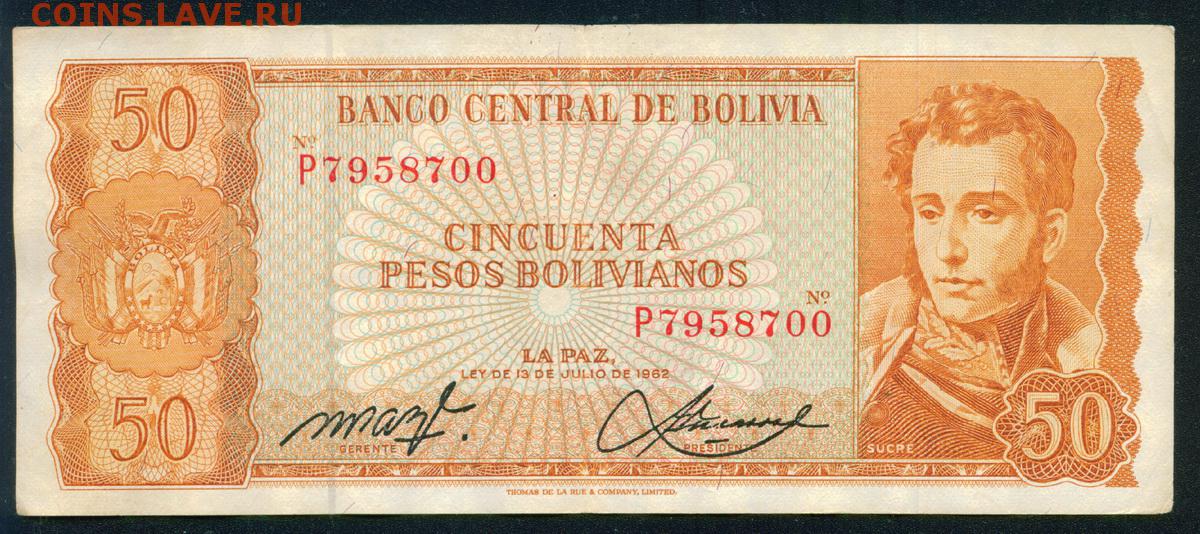 COINS.LAVE.RU
50
BANCO CENTRAL DE BOLIVIA
Nº
P7958700
CINCUENTA
PESOS BOLIVIANOS
Nº
P7958700
LA PAZ,
LEY DE 13 DE JULIO DE 1962
50
GERENTE
PRESIDENTE
SUCRE
50
THOMAS DE LA RUE & COMPANY, LIMITED.